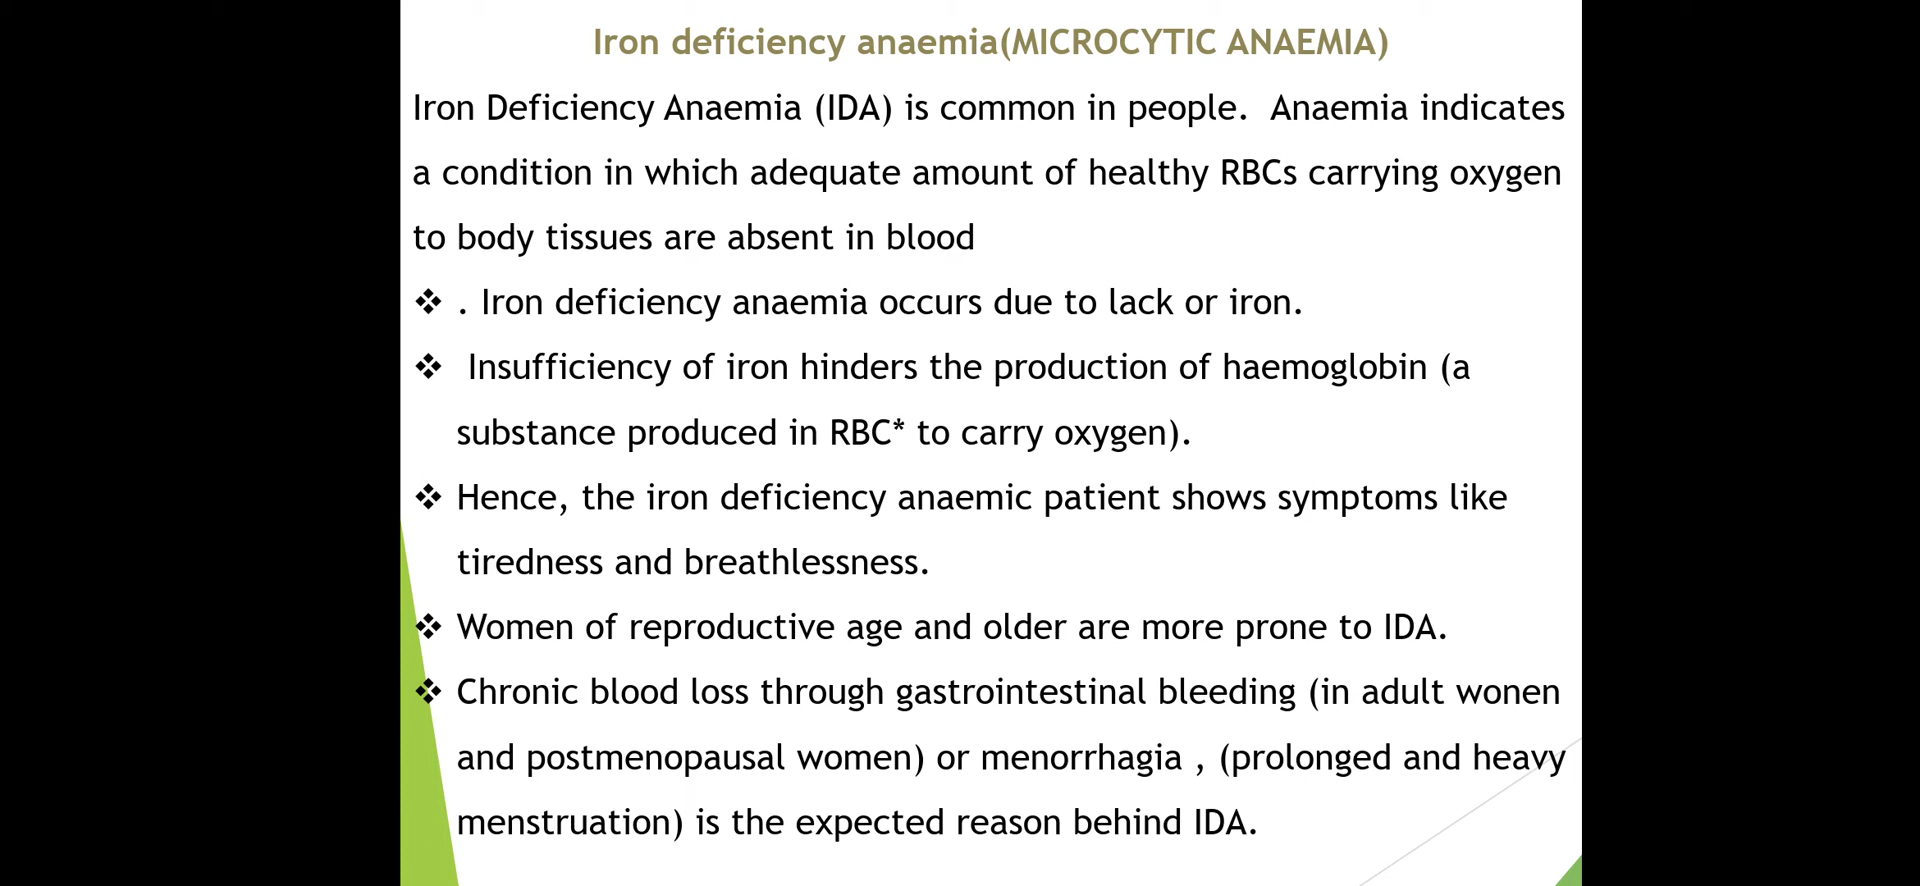 Iron deficiency anaemia(MICROCYTIC ANAEMIA)
Iron Deficiency Anaemia (IDA) is common in people.  Anaemia indicates
a condition in which adequate amount of healthy RBCs carrying oxygen
to body tissues are absent in blood
❖ . Iron deficiency anaemia occurs due to lack or iron.
❖ Insufficiency of iron hinders the production of haemoglobin (a
substance produced in RBC* to carry oxygen).
❖ Hence, the iron deficiency anaemic patient shows symptoms like
tiredness and breathlessness.
❖ Women of reproductive age and older are more prone to IDA.
❖ Chronic blood loss through gastrointestinal bleeding (in adult wonen
and postmenopausal women) or menorrhagia , (prolonged and heavy
menstruation) is the expected reason behind IDA.